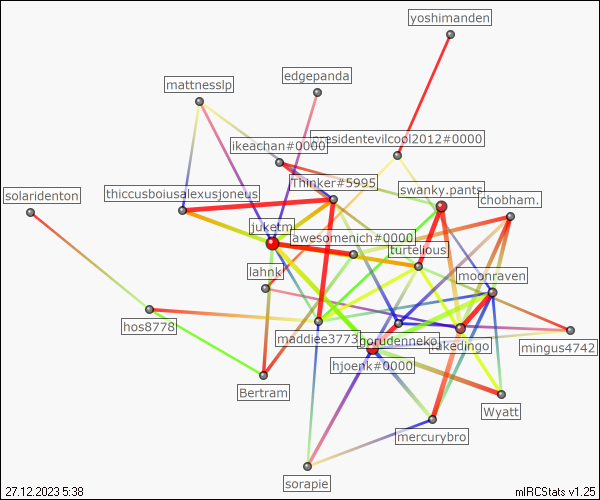 yoshimanden
edgepanda
mattnesslp
presidentevilcool2012#0000
ikeachan#0000
Thinker#5995
swanky.pants
solaridenton
thiccusboiusalexusjoneus
chobham.
juketm
awesomenich#0000
turtelious
lahnk
moonraven
hos8778
maddiee3773
gorudenneko
rakedingo
mingus4742
hjoenk#0000
Bertram
Wyatt
mercurybro
sorapie
27.12.2023 5:38
mIRCStats v1.25